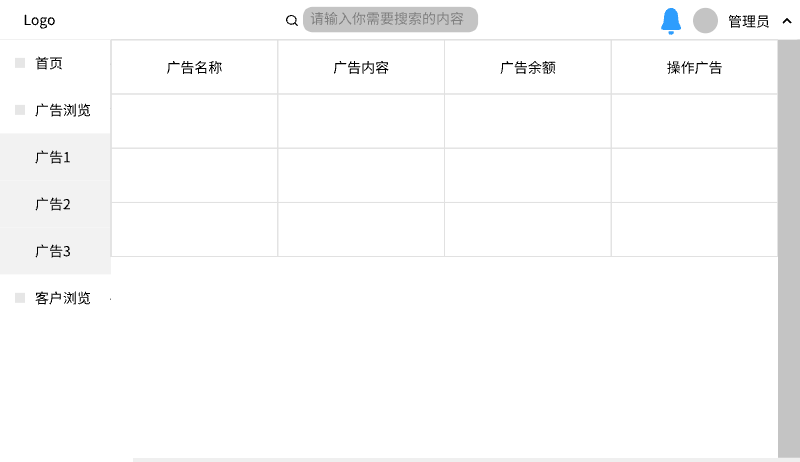 Logo
请输入你需要搜索的内容
管理员
首页
广告浏览
广告1
广告2
广告3
客户浏览
广告名称
广告内容
广告余额
操作广告